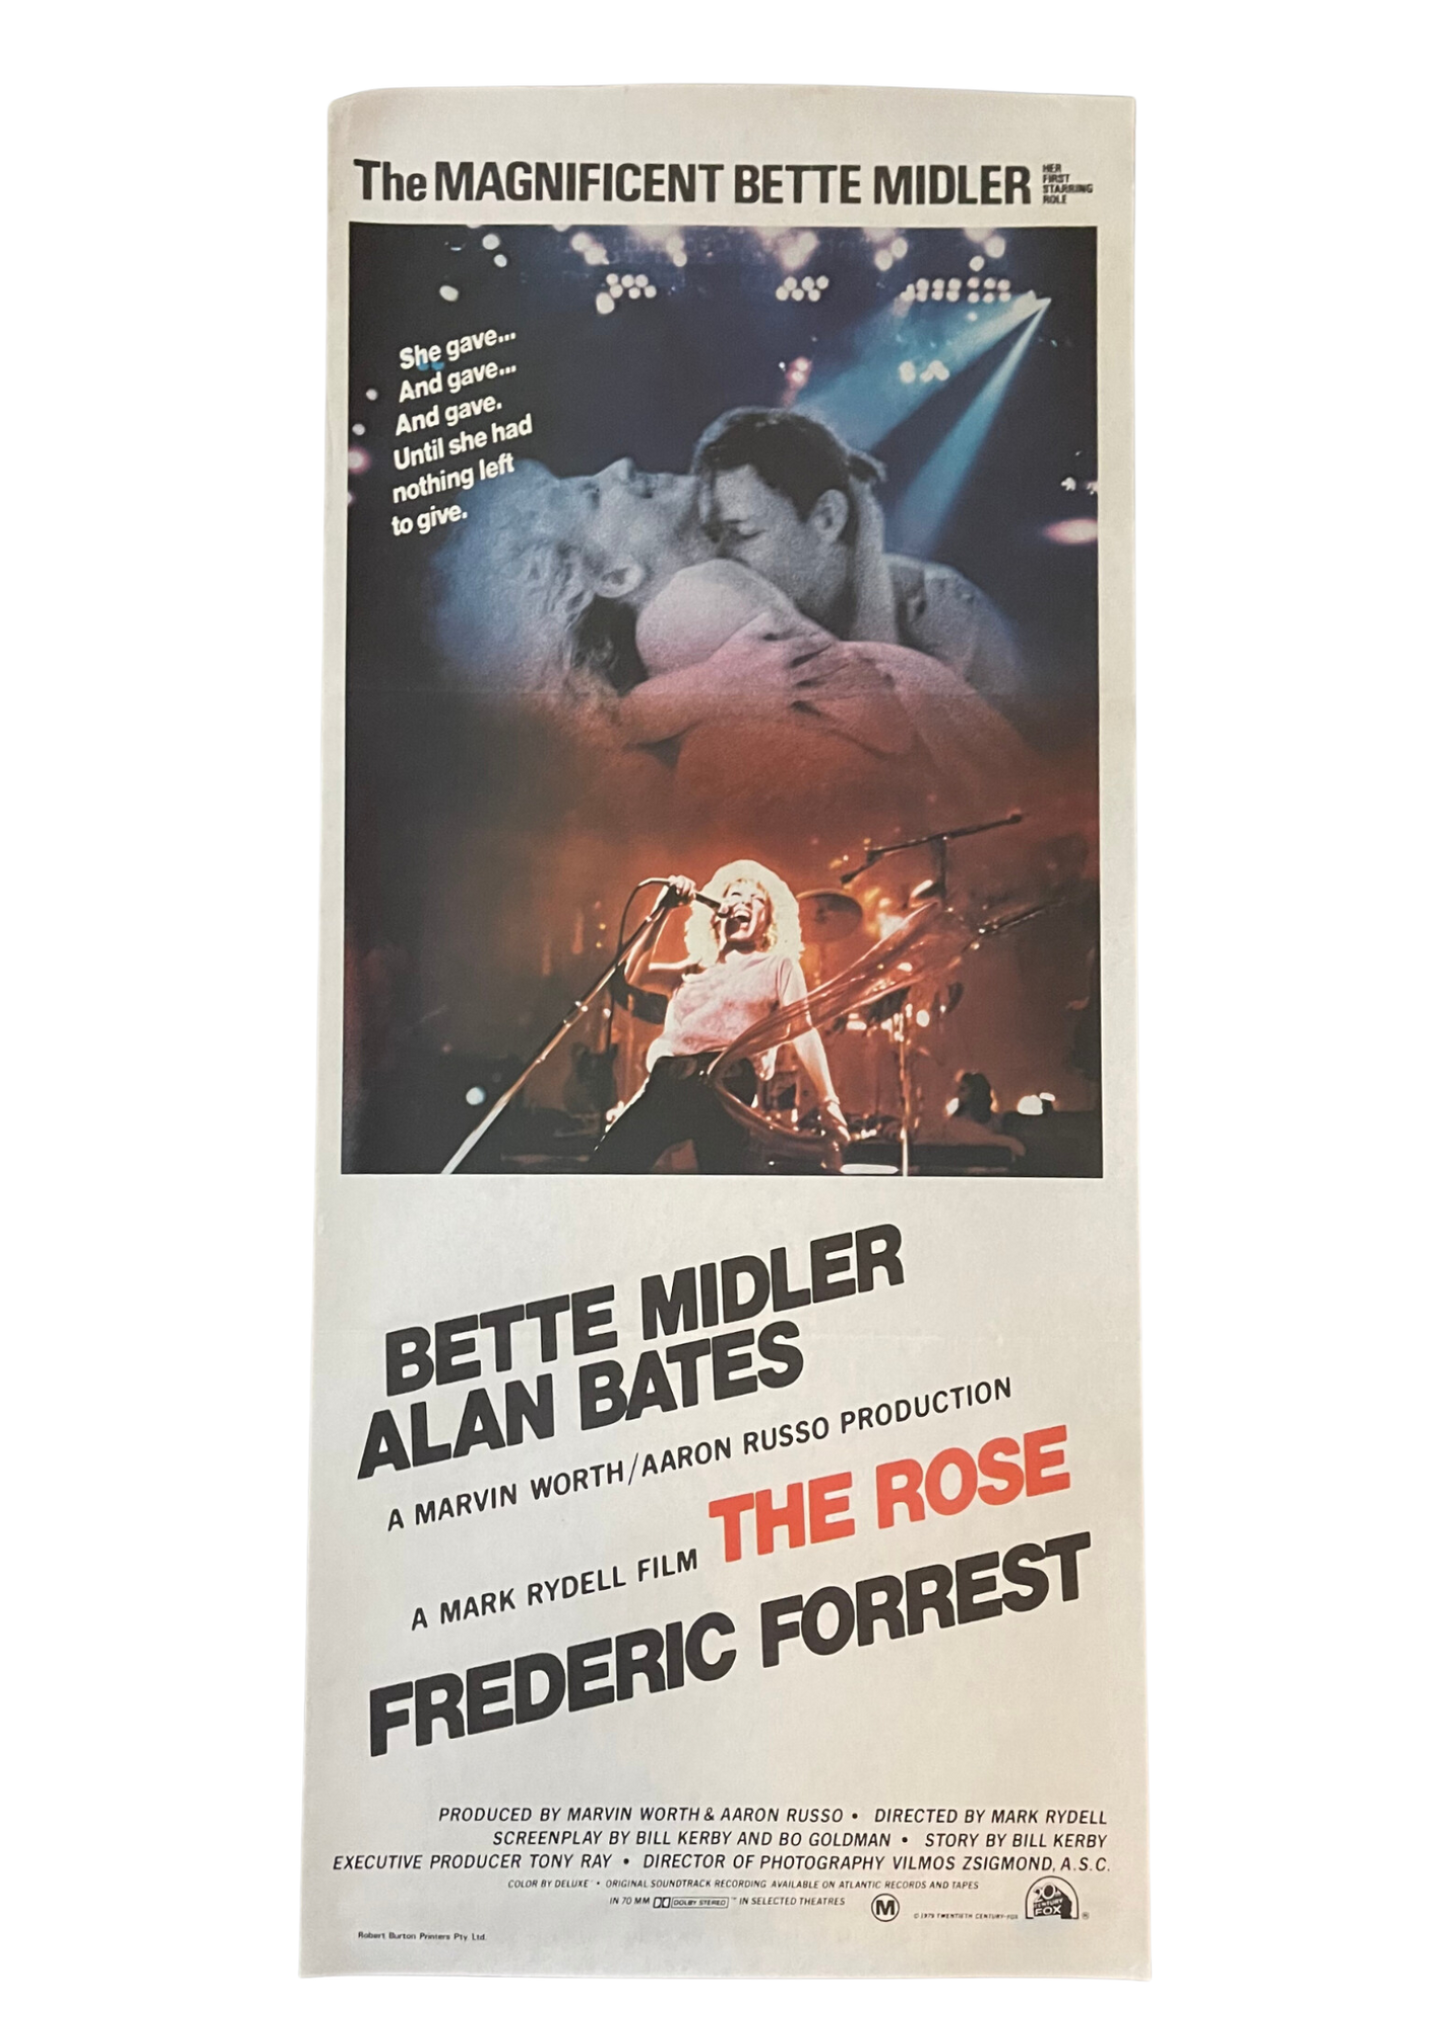 The MAGNIFICENT BETTE MIDLER
HER
FIRST
STARRING
ROLE
She gave...
And gave...
And gave.
Until she had
nothing left
to give.
BETTE MIDLER
ALAN BATES
A MARVIN WORTH/AARON RUSSO PRODUCTION
A MARK RYDELL FILM THE ROSE
FREDERIC FORREST
PRODUCED BY MARVIN WORTH & AARON RUSSO • DIRECTED BY MARK RYDELL
SCREENPLAY BY BILL KERBY AND BO GOLDMAN • STORY BY BILL KERBY
EXECUTIVE PRODUCER TONY RAY • DIRECTOR OF PHOTOGRAPHY VILMOS ZSIGMOND, A.S.C.
COLOR BY DELUXE • ORIGINAL SOUNDTRACK RECORDING AVAILABLE ON ATLANTIC RECORDS AND TAPES
IN 70 MM DOLBY STEREO ™ IN SELECTED THEATRES
M
© 1979 TWENTIETH CENTURY-FOX
20th
CENTURY
FOX ®
Robert Burton Printers Pty Ltd.